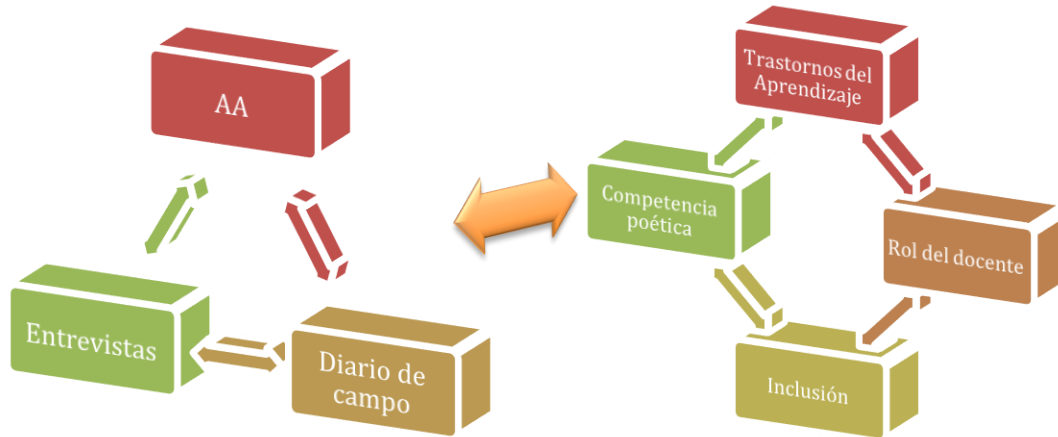 AA
Entrevistas
Diario de
campo
Trastornos del
Aprendizaje
Competencia
poética
Rol del docente
Inclusión